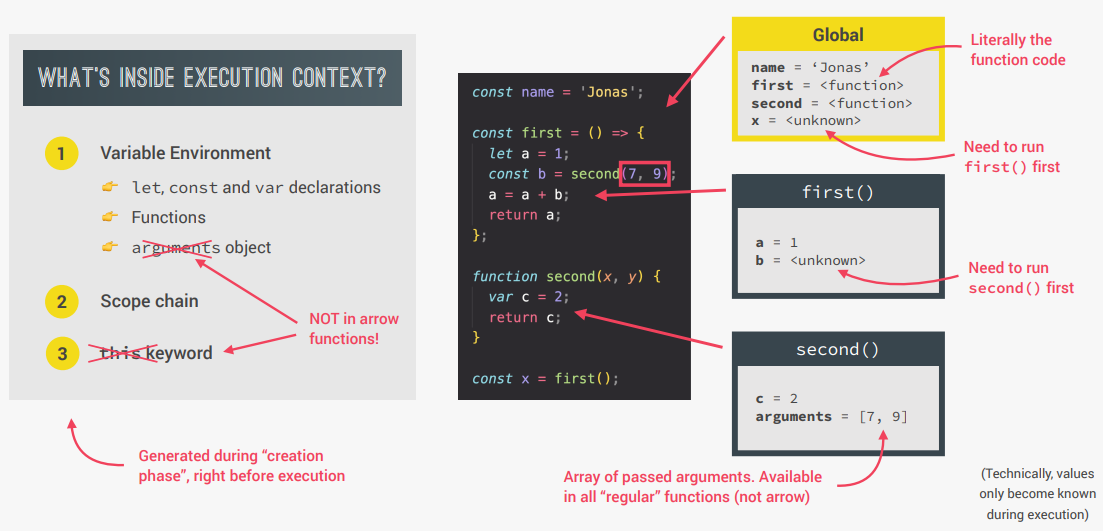 WHAT'S INSIDE EXECUTION CONTEXT?
1 Variable Environment
👉 let, const and var declarations
👉 Functions
👉 arguments object
2 Scope chain
3 this keyword
NOT in arrow
functions!
Generated during “creation
phase”, right before execution
const name = 'Jonas';
const first = () => {
let a = 1;
const b = second(7, 9);
a = a + b;
return a;
};
function second(x, y) {
var c = 2;
return c;
}
const x = first();
Global
name = ‘Jonas’
first = <function>
second = <function>
x = <unknown>
Literally the
function code
Need to run
first() first
first()
a = 1
b = <unknown>
Need to run
second() first
second()
c = 2
arguments = [7, 9]
Array of passed arguments. Available
in all “regular” functions (not arrow)
(Technically, values
only become known
during execution)